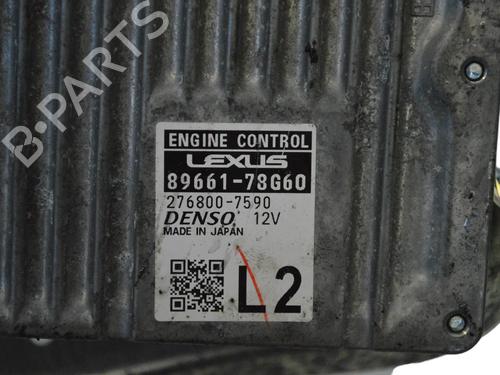 B-PARTS
ENGINE CONTROL
LEXUS
89661-78G60
276800-7590
DENSO 12V
MADE IN JAPAN
L2